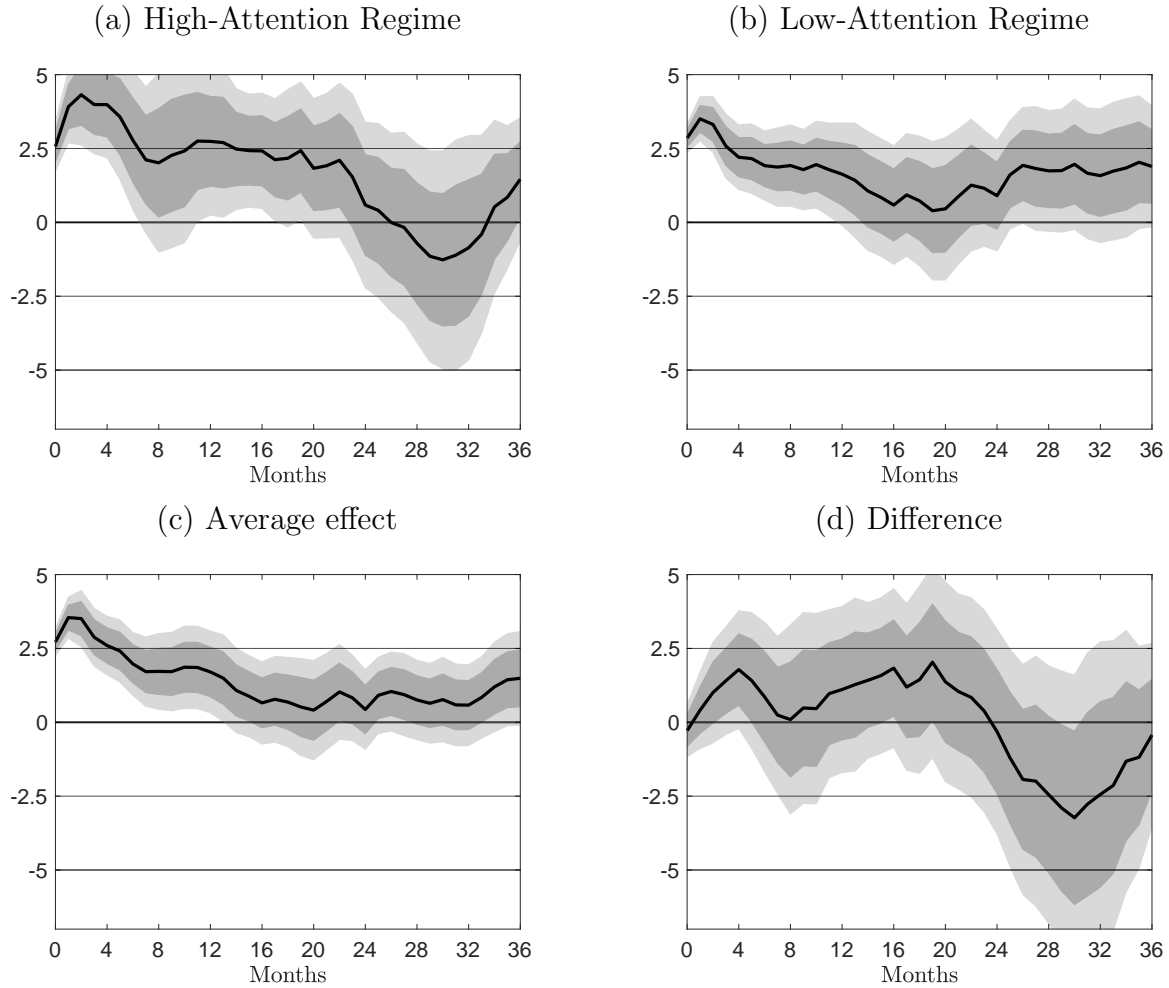 (a) High-Attention Regime
(b) Low-Attention Regime
5
2.5
0
-2.5
-5
0 4 8 12 16 20 24 28 32 36
Months
5
2.5
0
-2.5
-5
0 4 8 12 16 20 24 28 32 36
Months
(c) Average effect
(d) Difference
5
2.5
0
-2.5
-5
0 4 8 12 16 20 24 28 32 36
Months
5
2.5
0
-2.5
-5
0 4 8 12 16 20 24 28 32 36
Months